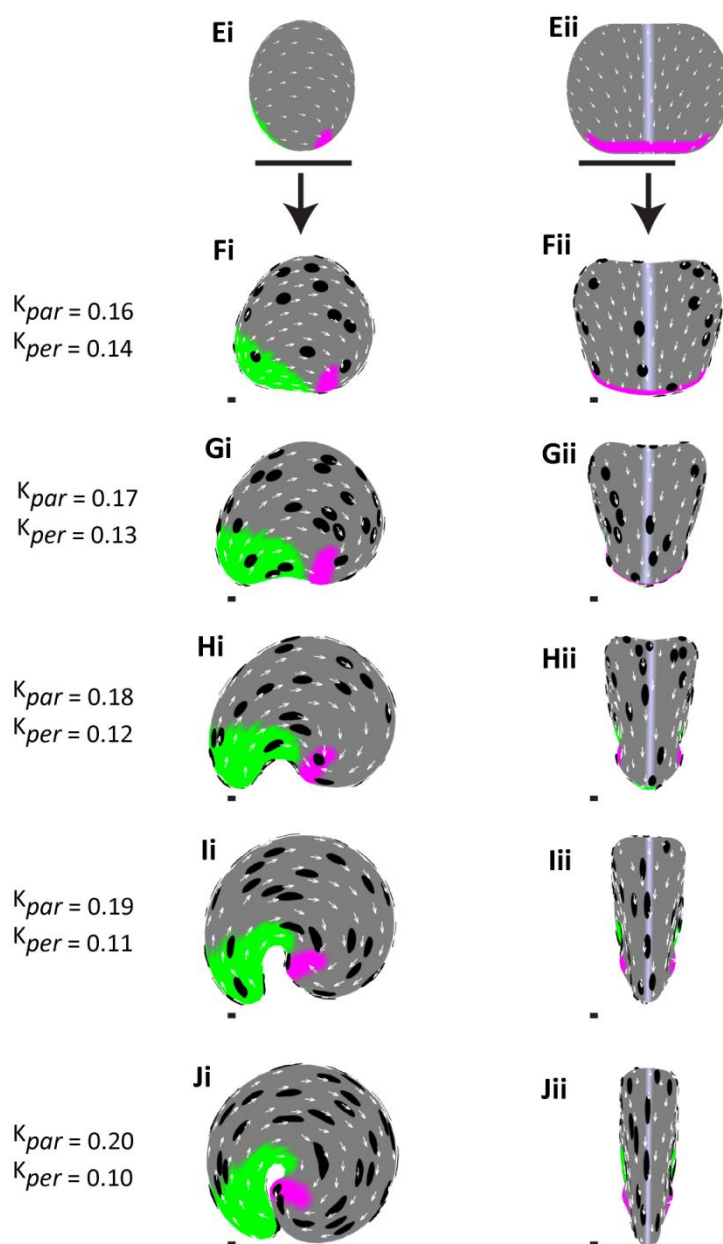 Ei Eii
Fi Fii
Kpar = 0.16
Kper = 0.14
Gi Gii
Kpar = 0.17
Kper = 0.13
Hi Hii
Kpar = 0.18
Kper = 0.12
Ii Iii
Kpar = 0.19
Kper = 0.11
Ji Jii
Kpar = 0.20
Kper = 0.10